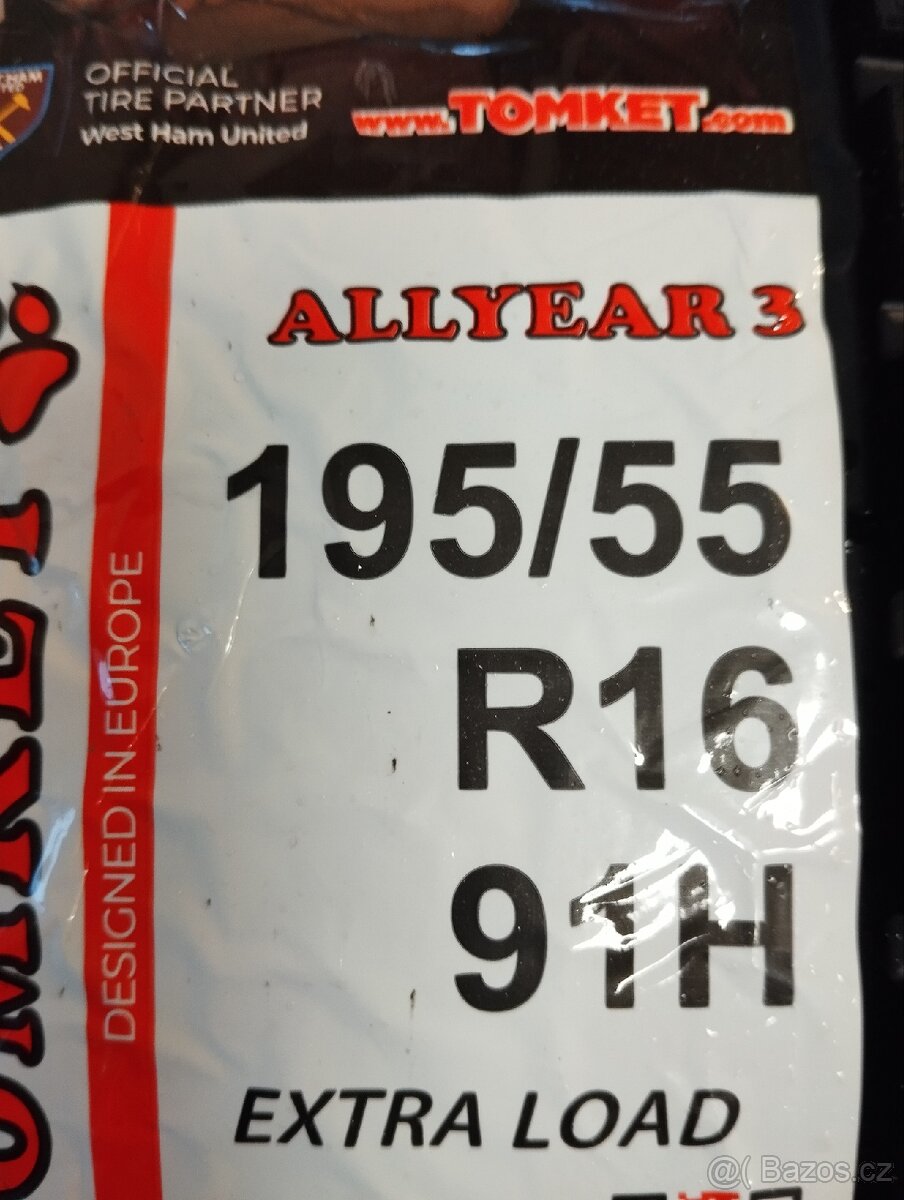 OFFICIAL
TIRE PARTNER
West Ham United
www.TOMKET.com
ALLYEAR 3
195/55
R16
91H
EXTRA LOAD
DESIGNED IN EUROPE
@( Bazos.cz